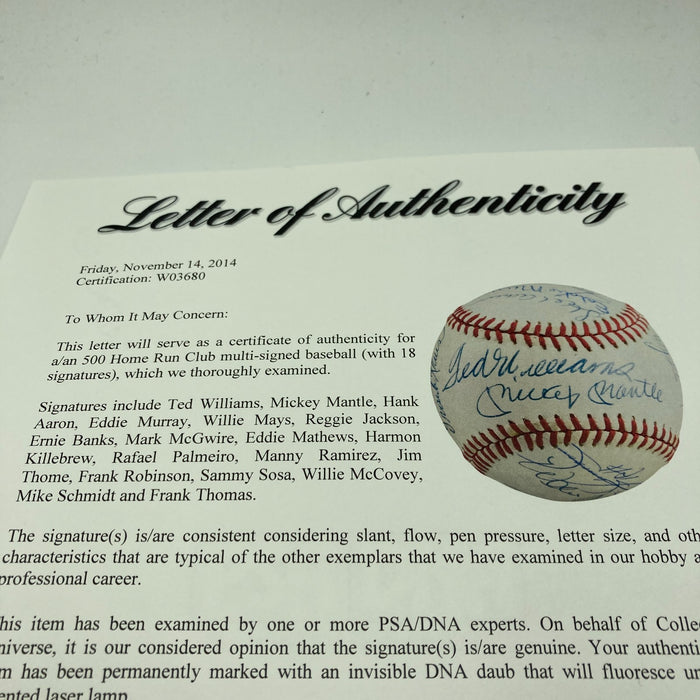 Letter of Authenticity
Friday, November 14, 2014
Certification: W03680
To Whom It May Concern:
This letter will serve as a certificate of authenticity for
a/an 500 Home Run Club multi-signed baseball (with 18
signatures), which we thoroughly examined.
Signatures include Ted Williams, Mickey Mantle, Hank
Aaron, Eddie Murray, Willie Mays, Reggie Jackson,
Ernie Banks, Mark McGwire, Eddie Mathews, Harmon
Killebrew, Rafael Palmeiro, Manny Ramirez, Jim
Thome, Frank Robinson, Sammy Sosa, Willie McCovey,
Mike Schmidt and Frank Thomas.
Ted Williams
Mickey Mantle
The signature(s) is/are consistent considering slant, flow, pen pressure, letter size, and oth
characteristics that are typical of the other exemplars that we have examined in our hobby a
professional career.
his item has been examined by one or more PSA/DNA experts. On behalf of Colle
niverse, it is our considered opinion that the signature(s) is/are genuine. Your authenti
m has been permanently marked with an invisible DNA daub that will fluoresce un
ented laser lamp.